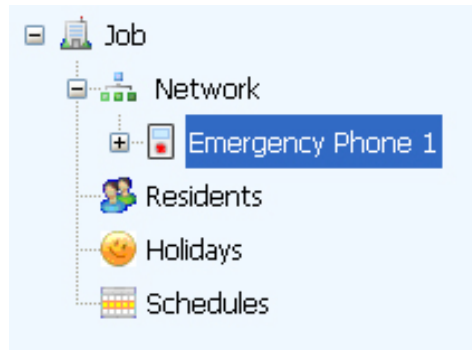 Job
Network
Emergency Phone 1
Residents
Holidays
Schedules